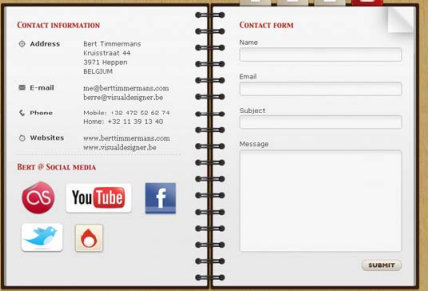 CONTACT INFORMATION
Address Bert Timmermans
Kruisstraat 44
3971 Heppen
BELGIUM
E-mail me@berttimmermans.com
berre@visualdesigner.be
Phone Mobile: +32 472 52 62 74
Home: +32 11 39 13 40
Websites www.berttimmermans.com
www.visualdesigner.be
BERT @ SOCIAL MEDIA
You Tube
f
CONTACT FORM
Name
Email
Subject
Message
SUBMIT